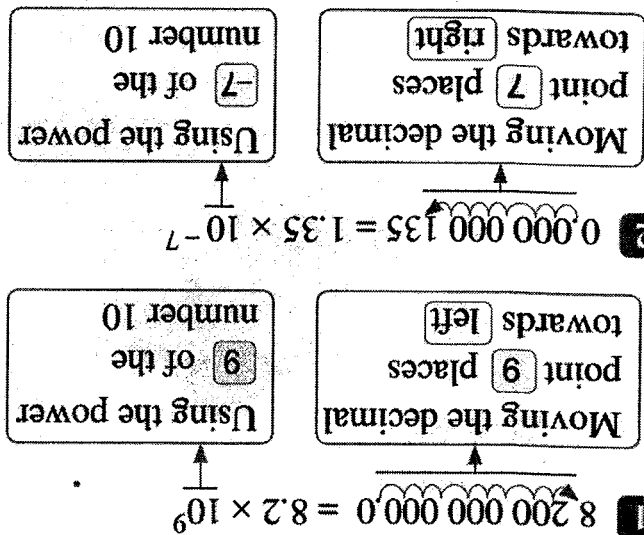 1 8,200 000 000,0 = 8.2 × 10⁹
Moving the decimal
point 9 places
towards left
Using the power
9 of the
number 10
2 0,000 000 135 = 1.35 × 10⁻⁷
Moving the decimal
point 7 places
towards right
Using the power
-7 of the
number 10